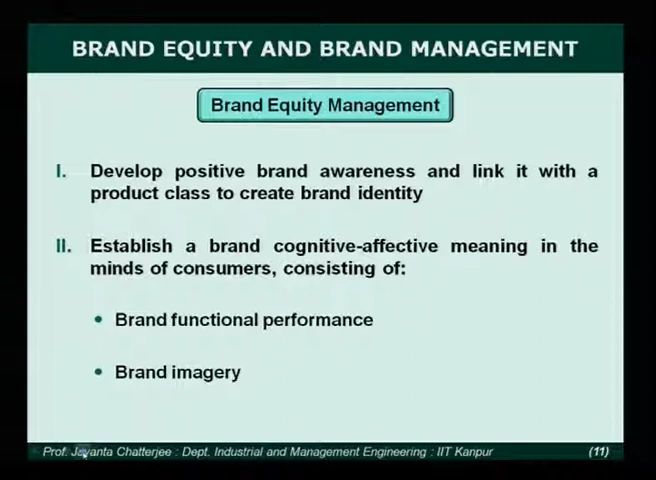 BRAND EQUITY AND BRAND MANAGEMENT
Brand Equity Management
I. Develop positive brand awareness and link it with a
product class to create brand identity
II. Establish a brand cognitive-affective meaning in the
minds of consumers, consisting of:
• Brand functional performance
• Brand imagery
Prof. Jayanta Chatterjee : Dept. Industrial and Management Engineering : IIT Kanpur (11)